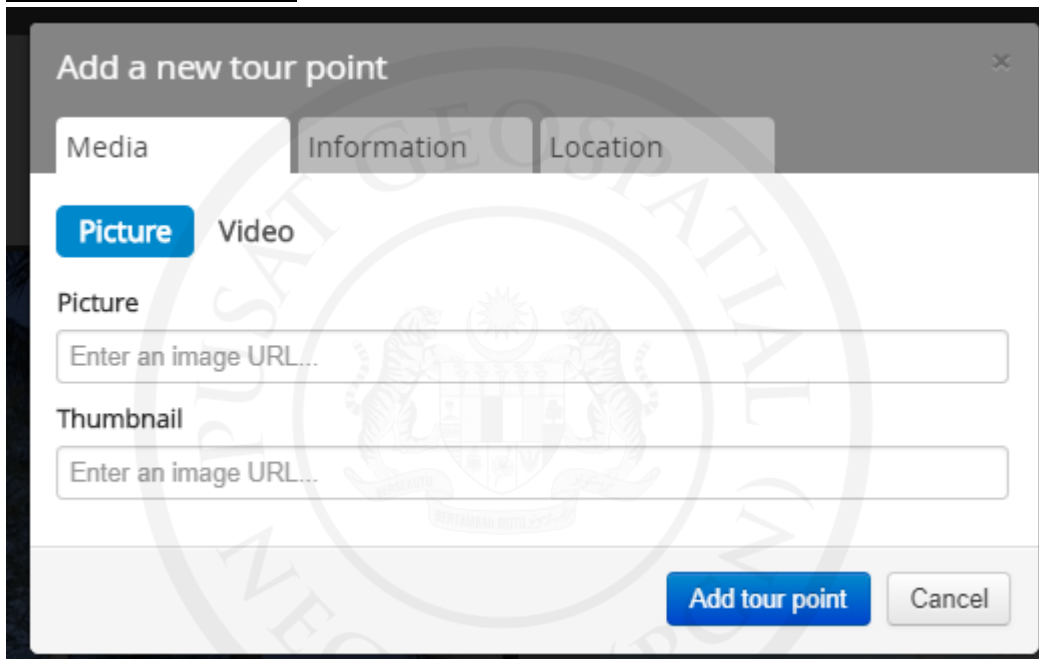 Add a new tour point ×
Media Information Location
Picture Video
Picture
Enter an image URL...
Thumbnail
Enter an image URL...
Add tour point Cancel
PUSAT GEOSPATIAL NEG